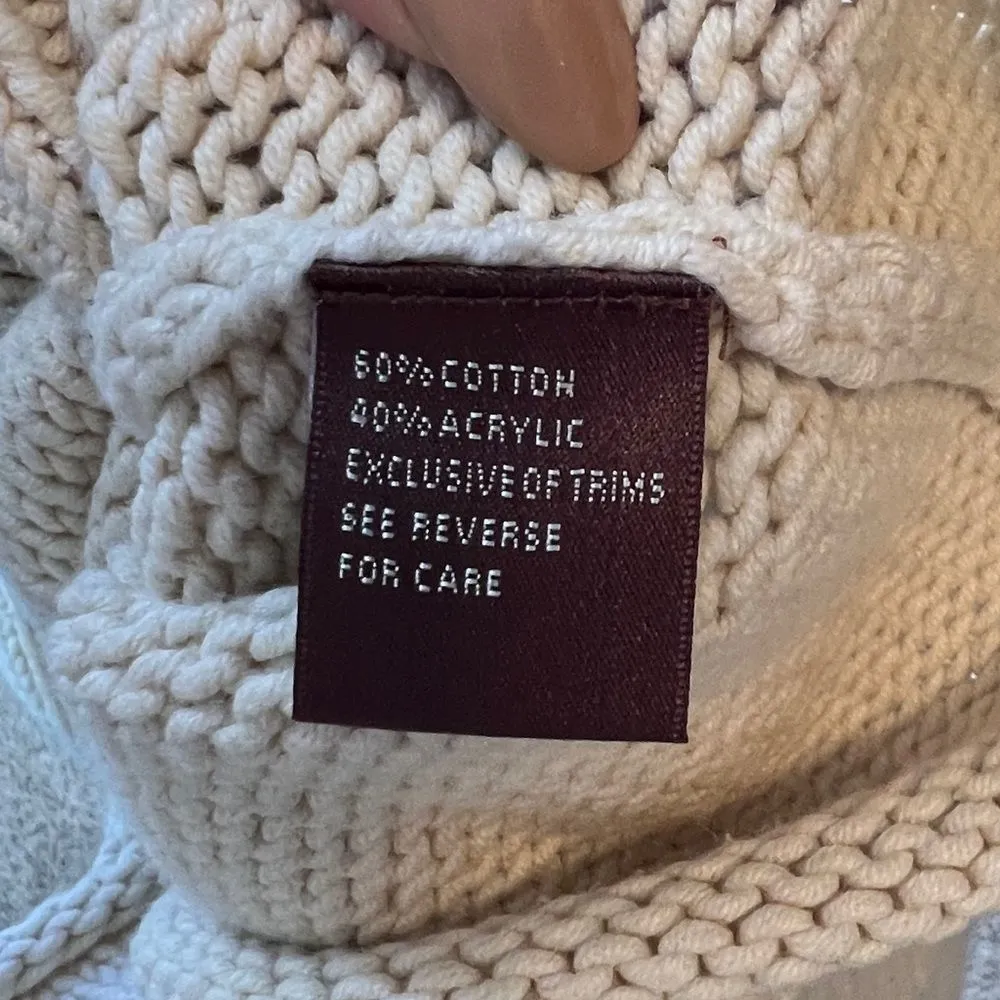 60% COTTON
40% ACRYLIC
EXCLUSIVE OF TRIMS
SEE REVERSE
FOR CARE